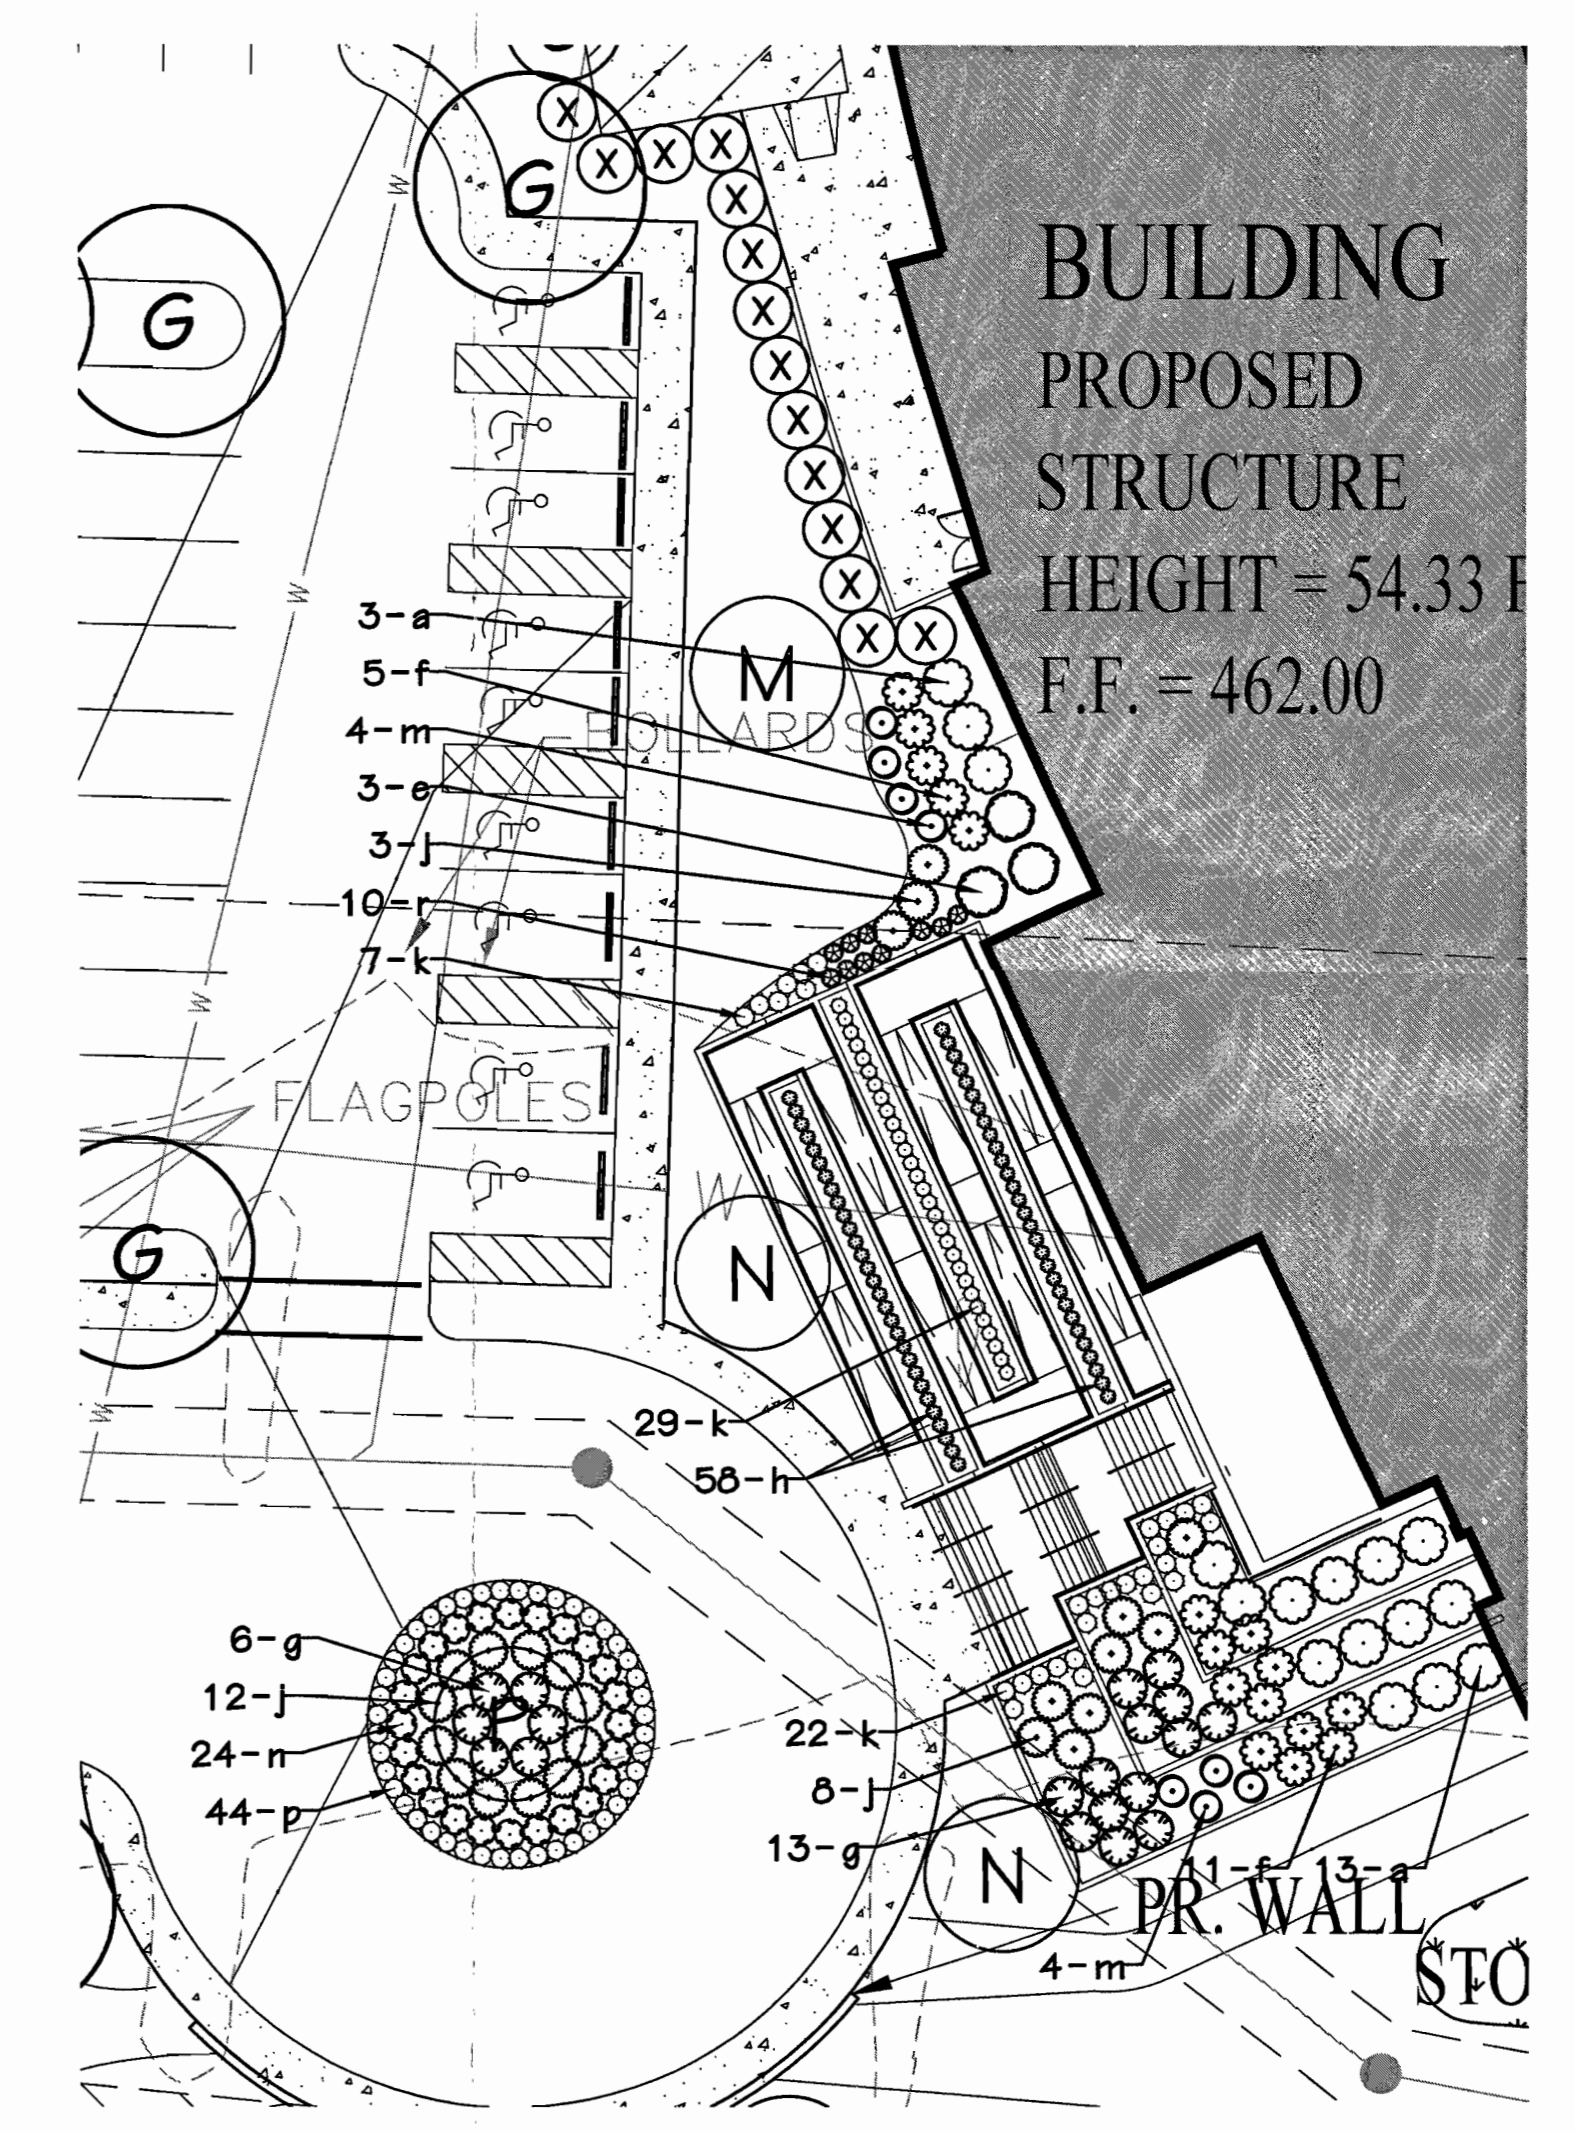 G
X
X
X
X
X
X
X
X
X
X
X
X
X
X
W
G
BUILDING
PROPOSED
STRUCTURE
HEIGHT = 54.33 F
F.F. = 462.00
W
3-a
5-f
M
4-m
BOLLARDS
3-e
3-j
10-r
7-k
W
FLAGPOLES
W
G
N
W
29-k
58-h
6-g
P
12-j
24-n
44-p
22-k
8-j
13-g
N
11-f
13-a
PR. WALL
4-m
STO